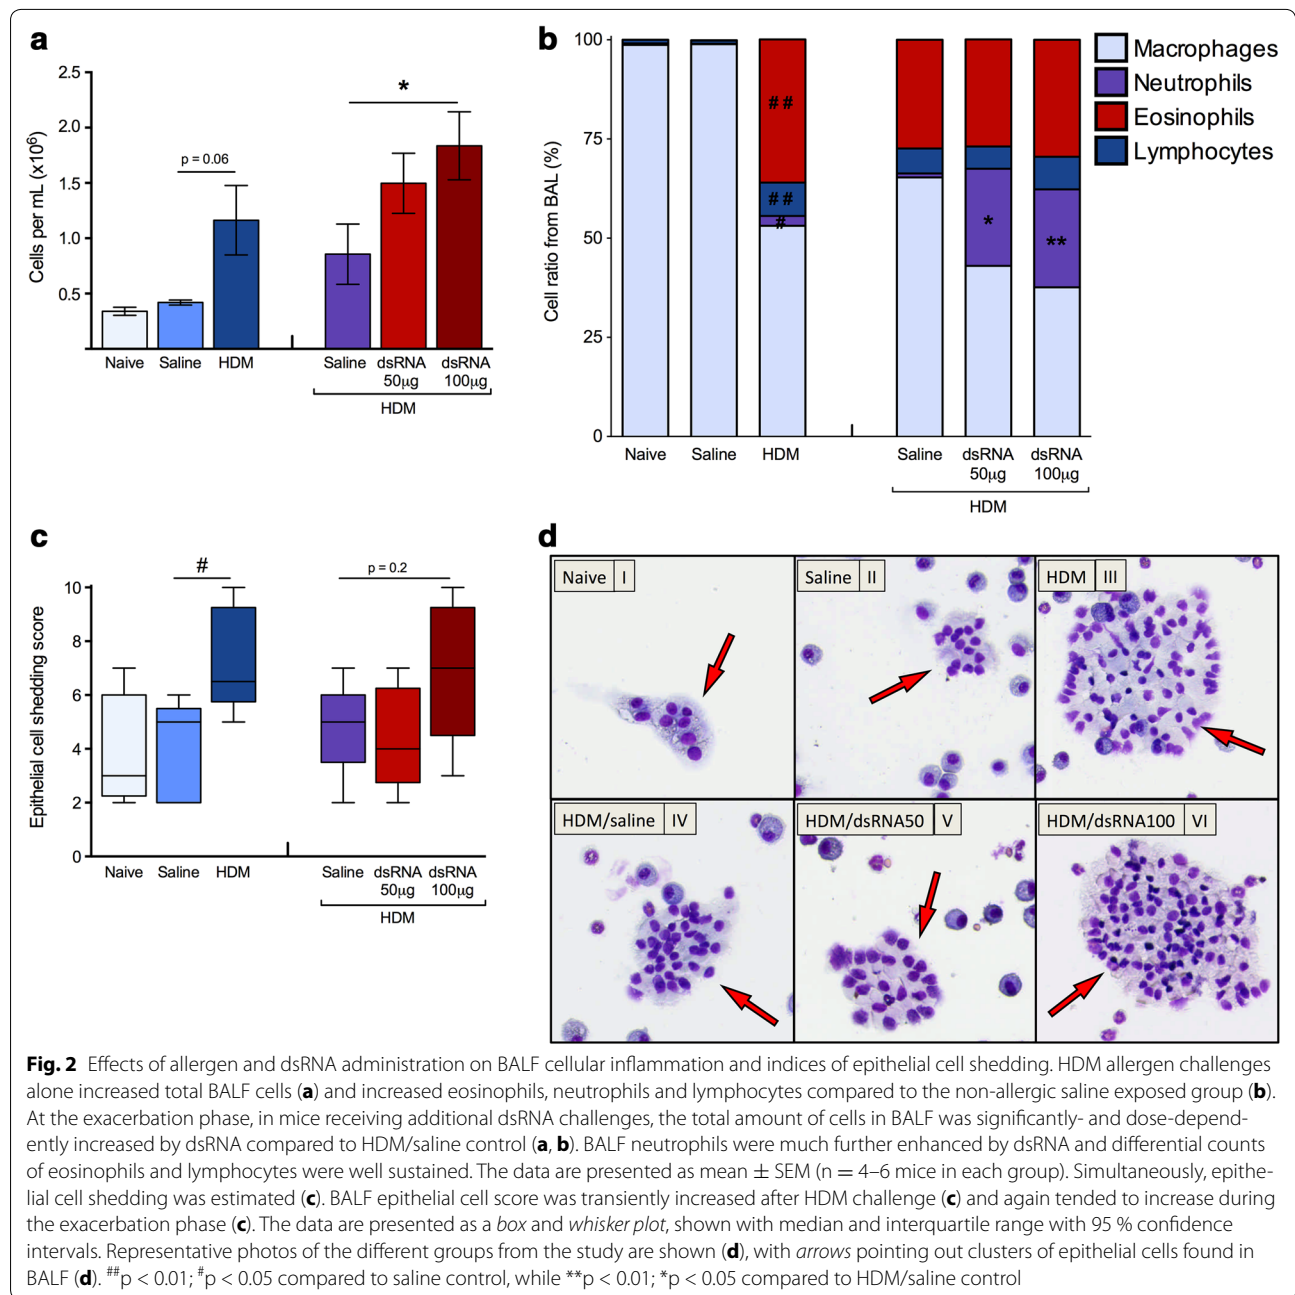 a
2.5
2.0
1.5
1.0
0.5
Cells per mL (x10⁶)
p = 0.06
*
Naive Saline HDM
Saline dsRNA dsRNA
50µg 100µg
HDM
b
100
75
50
25
0
Cell ratio from BAL (%)
##
##
#
*
**
Naive Saline HDM
Saline dsRNA dsRNA
50µg 100µg
HDM
Macrophages
Neutrophils
Eosinophils
Lymphocytes
c
10
8
6
4
2
0
Epithelial cell shedding score
#
p = 0.2
Naive Saline HDM
Saline dsRNA dsRNA
50µg 100µg
HDM
d
Naive I
Saline II
HDM III
HDM/saline IV
HDM/dsRNA50 V
HDM/dsRNA100 VI
Fig. 2 Effects of allergen and dsRNA administration on BALF cellular inflammation and indices of epithelial cell shedding. HDM allergen challenges
alone increased total BALF cells (a) and increased eosinophils, neutrophils and lymphocytes compared to the non-allergic saline exposed group (b).
At the exacerbation phase, in mice receiving additional dsRNA challenges, the total amount of cells in BALF was significantly- and dose-depend-
ently increased by dsRNA compared to HDM/saline control (a, b). BALF neutrophils were much further enhanced by dsRNA and differential counts
of eosinophils and lymphocytes were well sustained. The data are presented as mean ± SEM (n = 4–6 mice in each group). Simultaneously, epithe-
lial cell shedding was estimated (c). BALF epithelial cell score was transiently increased after HDM challenge (c) and again tended to increase during
the exacerbation phase (c). The data are presented as a box and whisker plot, shown with median and interquartile range with 95 % confidence
intervals. Representative photos of the different groups from the study are shown (d), with arrows pointing out clusters of epithelial cells found in
BALF (d). ##p < 0.01; #p < 0.05 compared to saline control, while **p < 0.01; *p < 0.05 compared to HDM/saline control